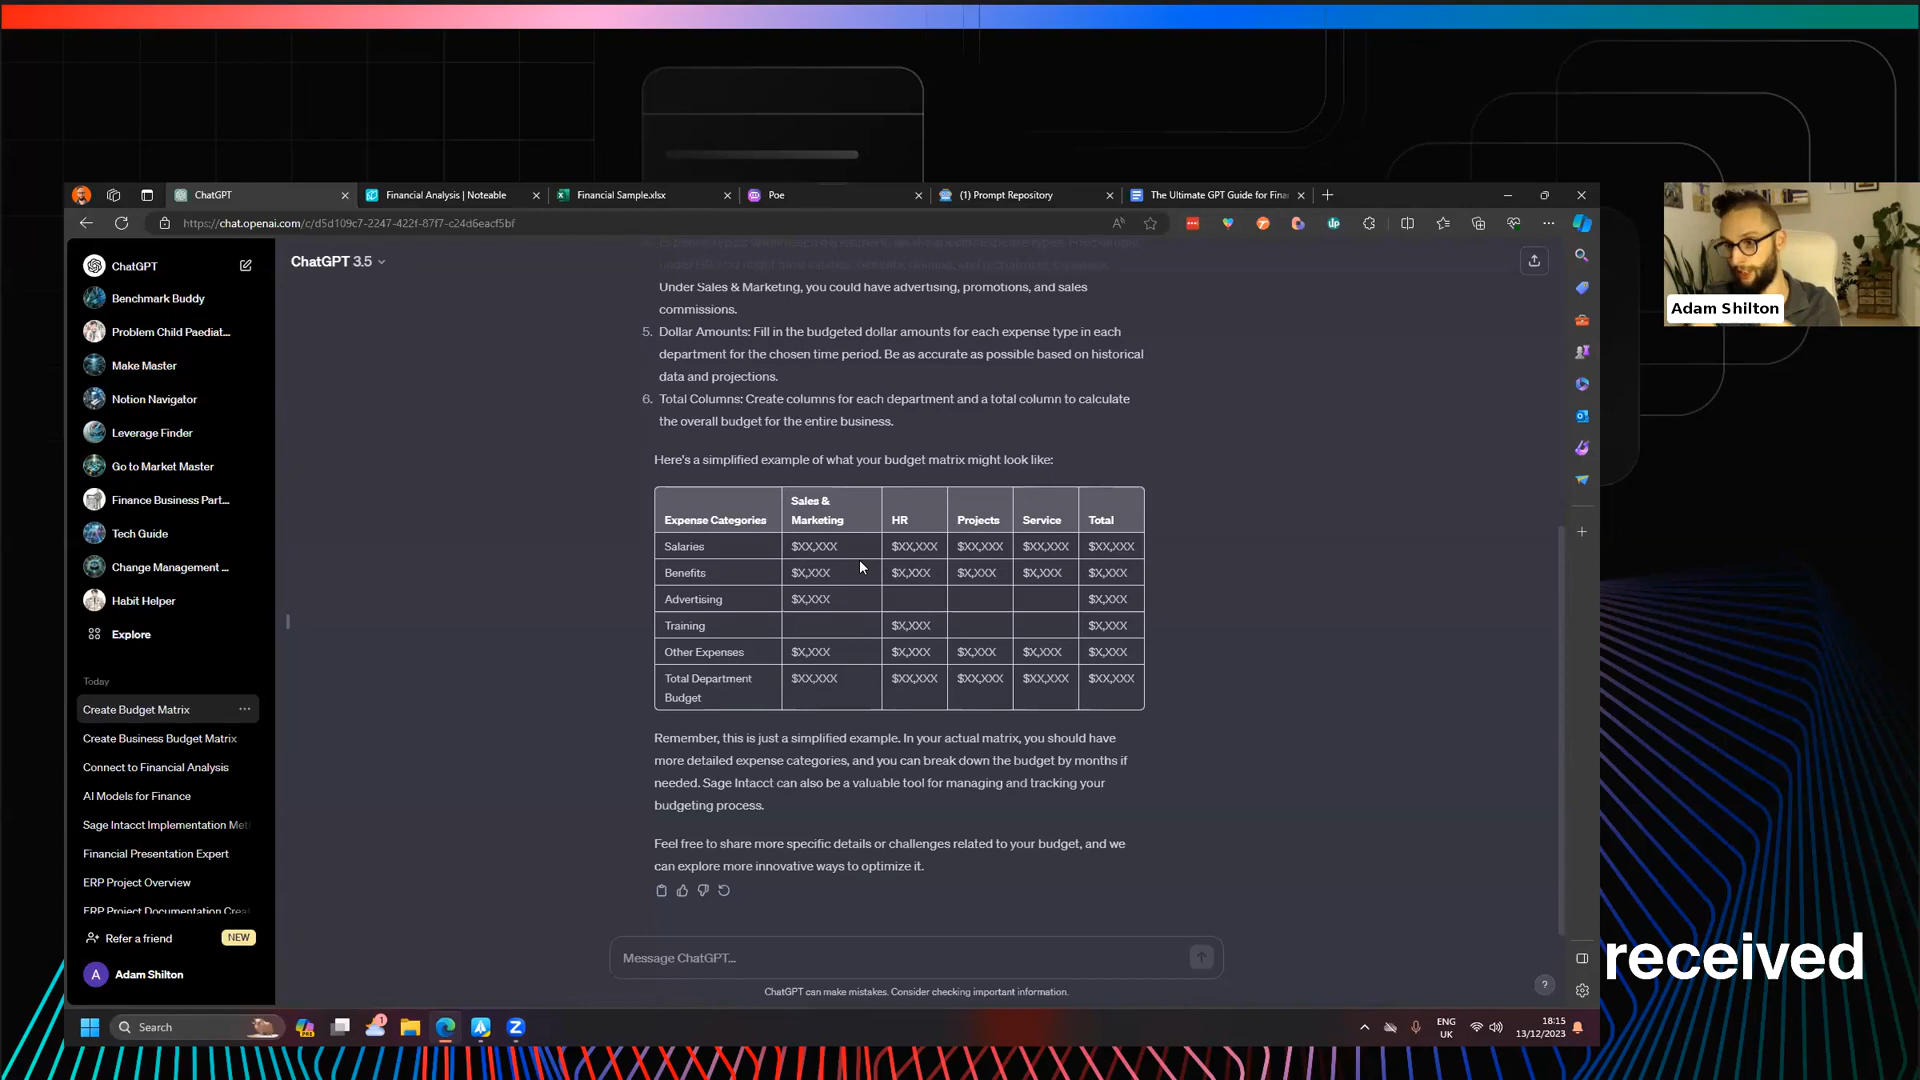 ChatGPT
Financial Analysis | Noteable
Financial Sample.xlsx
Poe
(1) Prompt Repository
The Ultimate GPT Guide for Fina
https://chat.openai.com/c/d5d109c7-2247-422f-87f7-c24d6eacf5bf
Adam Shilton
ChatGPT
Benchmark Buddy
Problem Child Paediat...
Make Master
Notion Navigator
Leverage Finder
Go to Market Master
Finance Business Part...
Tech Guide
Change Management ...
Habit Helper
Explore
Today
Create Budget Matrix
Create Business Budget Matrix
Connect to Financial Analysis
AI Models for Finance
Sage Intacct Implementation Met
Financial Presentation Expert
ERP Project Overview
ERP Project Documentation Crea
Refer a friend NEW
A Adam Shilton
ChatGPT 3.5
Under Sales & Marketing, you could have advertising, promotions, and sales
commissions.
5. Dollar Amounts: Fill in the budgeted dollar amounts for each expense type in each
department for the chosen time period. Be as accurate as possible based on historical
data and projections.
6. Total Columns: Create columns for each department and a total column to calculate
the overall budget for the entire business.
Here's a simplified example of what your budget matrix might look like:
Expense Categories Sales & Marketing HR Projects Service Total
Salaries $XX,XXX $XX,XXX $XX,XXX $XX,XXX $XX,XXX
Benefits $X,XXX $X,XXX $X,XXX $X,XXX $X,XXX
Advertising $X,XXX $X,XXX
Training $X,XXX $X,XXX
Other Expenses $X,XXX $X,XXX $X,XXX $X,XXX $X,XXX
Total Department Budget $XX,XXX $XX,XXX $XX,XXX $XX,XXX $XX,XXX
Remember, this is just a simplified example. In your actual matrix, you should have
more detailed expense categories, and you can break down the budget by months if
needed. Sage Intacct can also be a valuable tool for managing and tracking your
budgeting process.
Feel free to share more specific details or challenges related to your budget, and we
can explore more innovative ways to optimize it.
Message ChatGPT...
ChatGPT can make mistakes. Consider checking important information.
?
received
Search
1
ENG
UK
18:15
13/12/2023